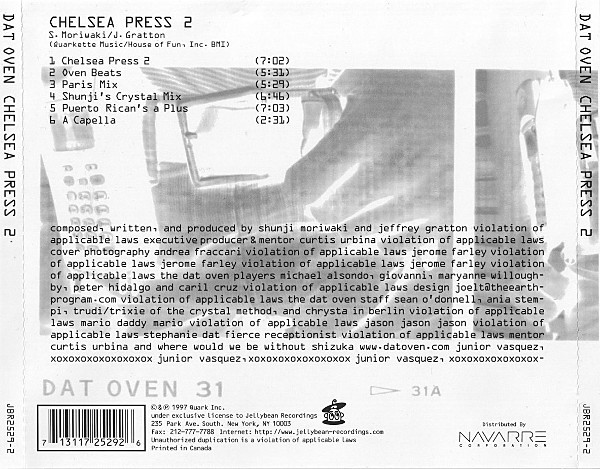 CHELSEA PRESS 2
S. Moriwaki/J. Gratton
(Quarkette Music/House of Fun, Inc. BMI)
1 Chelsea Press 2 (7:02)
2 Oven Beats (5:31)
3 Paris Mix (5:29)
4 Shunji's Crystal Mix (6:46)
5 Puerto Rican's a Plus (7:03)
6 A Capella (2:31)
composed, written, and produced by shunji moriwaki and jeffrey gratton violation of
applicable laws executive producer & mentor curtis urbina violation of applicable laws
cover photography andrea fraccari violation of applicable laws jerome farley violation
of applicable laws jerome farley violation of applicable laws jerome farley violation
of applicable laws the dat oven players michael alsondo, giovanni, maryanne willough-
by, peter hidalgo and caril cruz violation of applicable laws design joelt@theearth-
program.com violation of applicable laws the dat oven staff sean o'donnell, ania stem-
pi, trudi/trixie of the crystal method, and chrysta in berlin violation of applicable
laws mario daddy mario violation of applicable laws jason jason jason violation of
applicable laws stephanie dat fierce receptionist violation of applicable laws mentor
curtis urbina and where would we be without shizuka www.datoven.com junior vasquez,
xoxoxoxoxoxoxoxoxox junior vasquez, xoxoxoxoxoxoxoxoxox junior vasquez, xoxoxoxoxoxoxox-
DAT OVEN 31
31A
7 13117 25292 6
©&℗ 1997 Quark Inc.
under exclusive license to Jellybean Recordings
235 Park Ave. South, New York, NY 10003
Fax: 212-777-7788 Internet: http://www.jellybean-recordings.com
Unauthorized duplication is a violation of applicable Laws
Printed in Canada
Distributed By
NAVARRE
CORPORATION
DAT OVEN CHELSEA PRESS 2
JBR2529-2
DAT OVEN CHELSEA PRESS 2
JBR2529-2